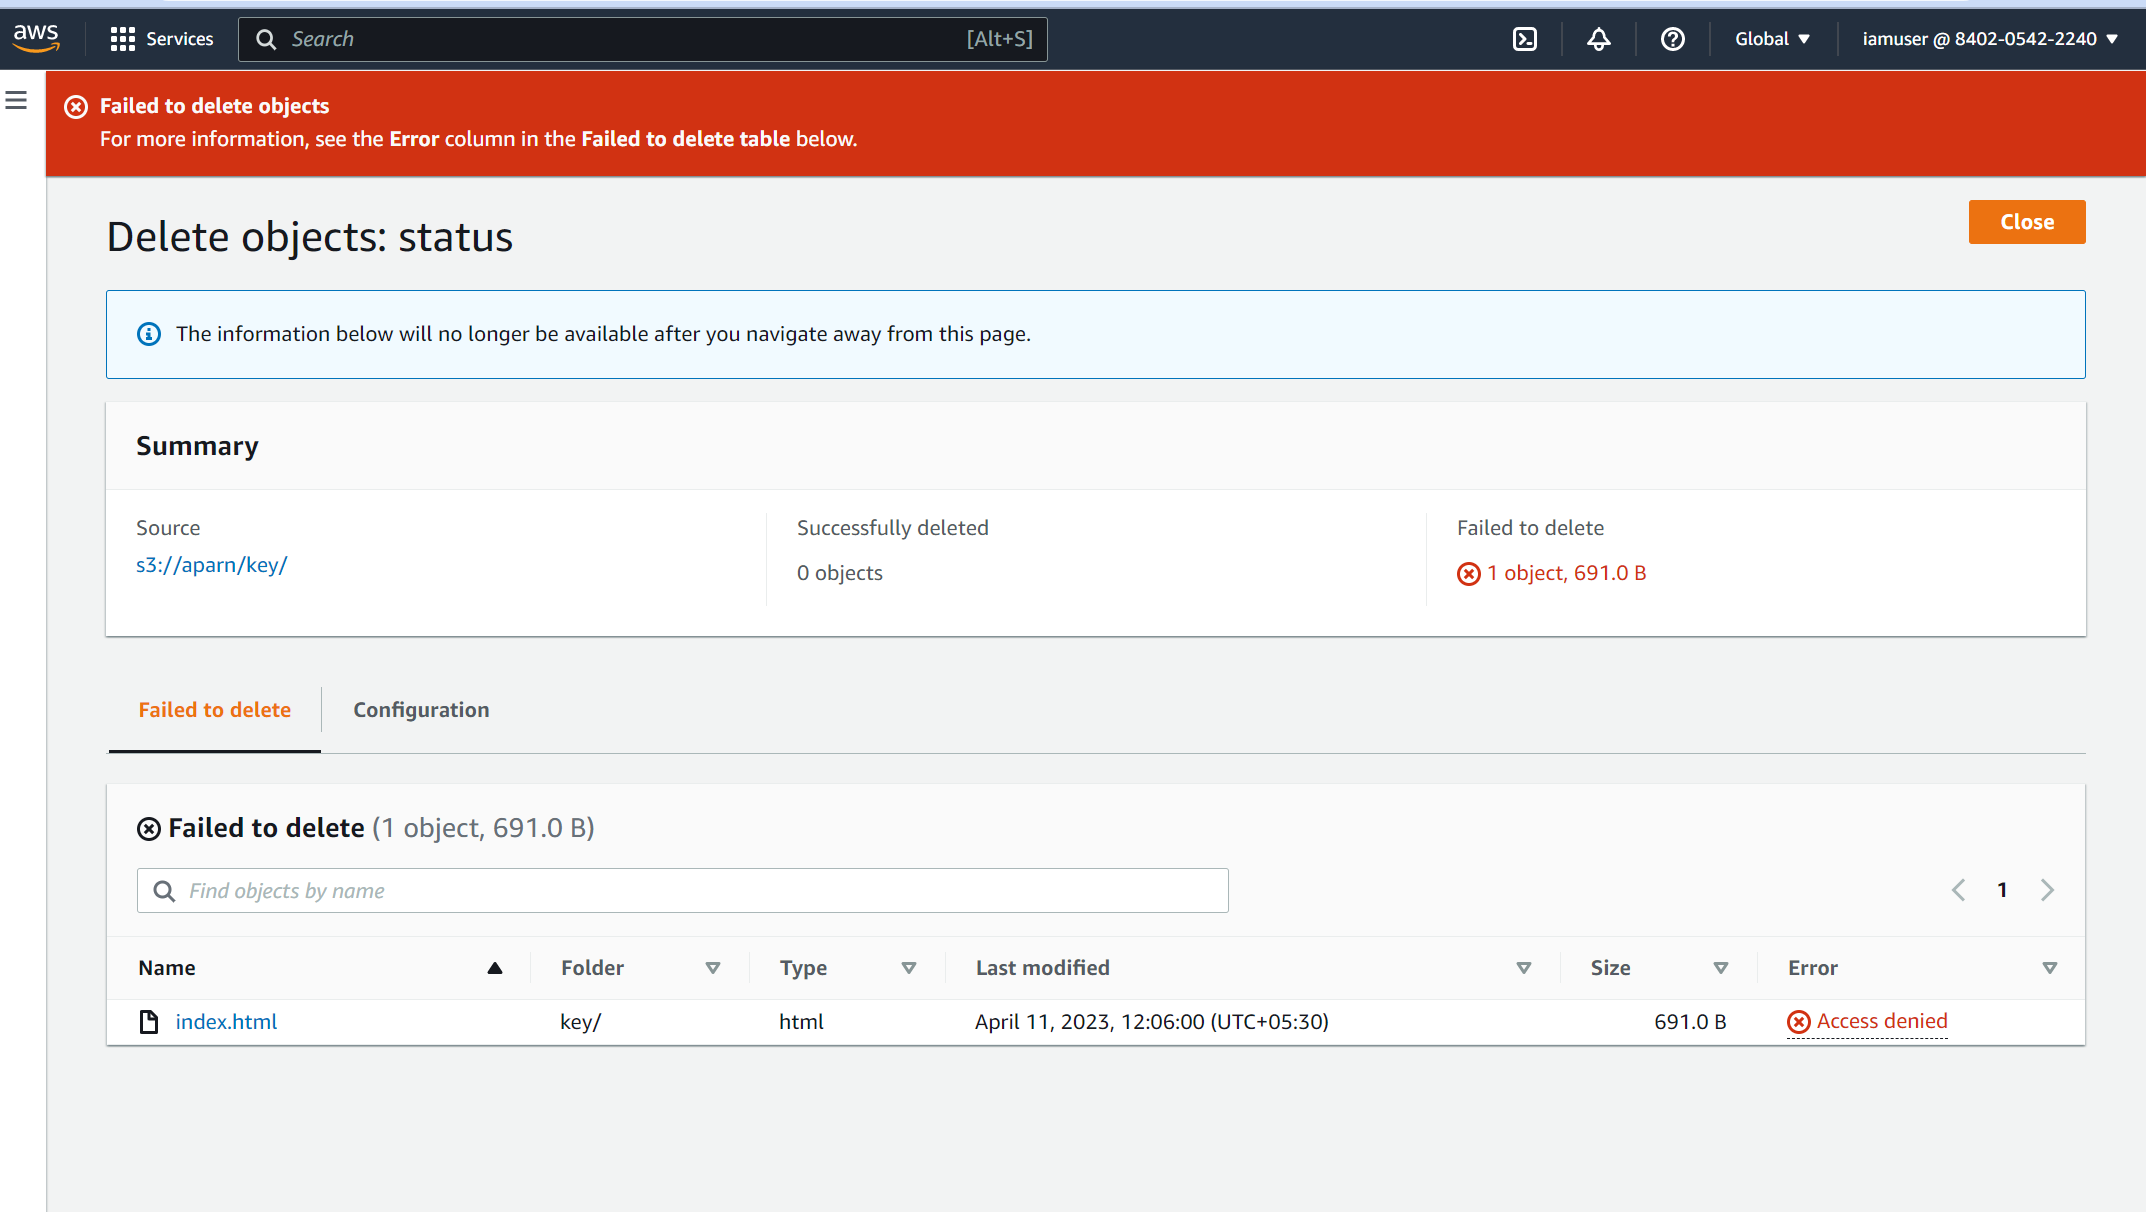 aws Services Search [Alt+S] Global iamuser @ 8402-0542-2240
Failed to delete objects
For more information, see the Error column in the Failed to delete table below.
Delete objects: status
Close
The information below will no longer be available after you navigate away from this page.
Summary
Source Successfully deleted Failed to delete
s3://aparn/key/ 0 objects 1 object, 691.0 B
Failed to delete Configuration
Failed to delete (1 object, 691.0 B)
Find objects by name 1
Name Folder Type Last modified Size Error
index.html key/ html April 11, 2023, 12:06:00 (UTC+05:30) 691.0 B Access denied